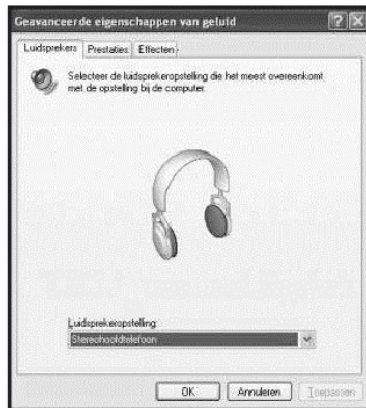 Geavanceerde eigenschappen van geluid
Luidsprekers Prestaties Effecten
Selecteer de luidsprekeropstelling die het meest overeenkomt
met de opstelling bij de computer.
Luidsprekeropstelling:
Stereohoofdtelefoon
OK Annuleren Toepassen